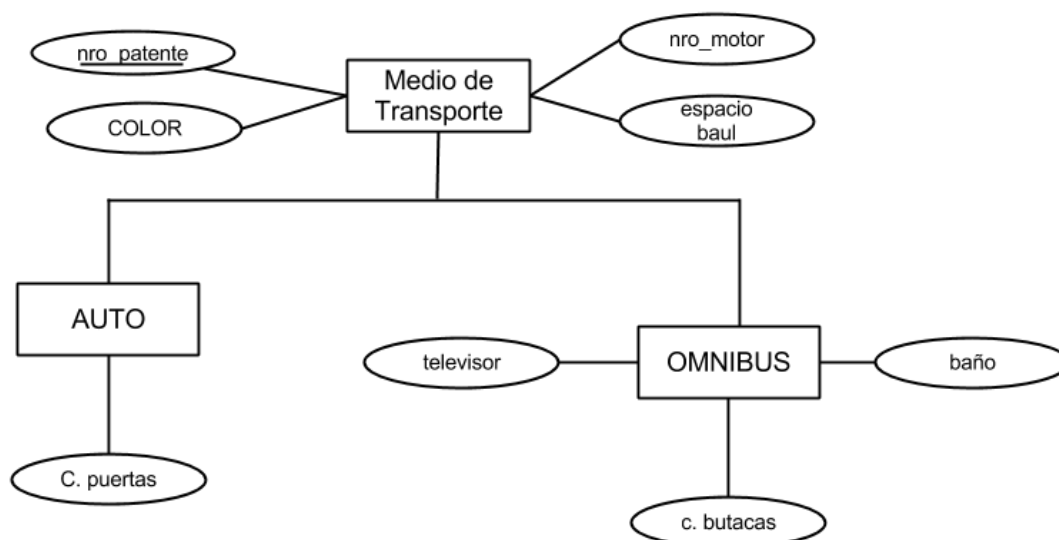 nro_patente
COLOR
Medio de
Transporte
nro_motor
espacio
baul
AUTO
C. puertas
televisor
OMNIBUS
baño
c. butacas